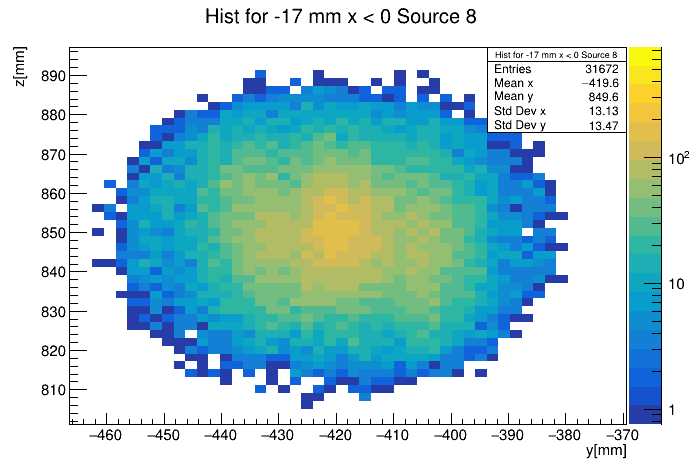 Hist for -17 mm x < 0 Source 8
z[mm]
Hist for -17 mm x < 0 Source 8
Entries 31672
Mean x −419.6
Mean y 849.6
Std Dev x 13.13
Std Dev y 13.47
890
880
870
860
850
840
830
820
810
10²
10
1
−460 −450 −440 −430 −420 −410 −400 −390 −380 −370
y[mm]